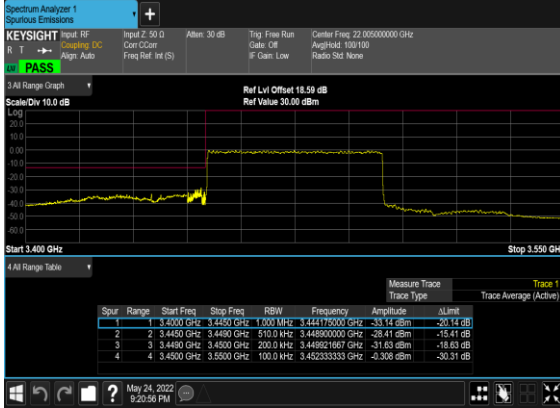 Spectrum Analyzer 1
Spurious Emissions
+
KEYSIGHT Input: RF Input Z: 50 Ω Atten: 30 dB Trig: Free Run Center Freq: 22.005000000 GHz
R T Coupling: DC Corr CCorr Gate: Off Avg|Hold: 100/100
Align: Auto Freq Ref: Int (S) IF Gain: Low Radio Std: None
LXI PASS
3 All Range Graph
Ref Lvl Offset 18.59 dB
Scale/Div 10.0 dB Ref Value 30.00 dBm
Log
20.0
10.0
0.00
-10.0
-20.0
-30.0
-40.0
-50.0
-60.0
Start 3.400 GHz Stop 3.550 GH
4 All Range Table
Measure Trace Trace 1
Trace Type Trace Average (Active)
Spur Range Start Freq Stop Freq RBW Frequency Amplitude ΔLimit
1 1 3.4000 GHz 3.4450 GHz 1.000 MHz 3.444175000 GHz -33.14 dBm -20.14 dB
2 2 3.4450 GHz 3.4490 GHz 510.0 kHz 3.448900000 GHz -28.41 dBm -15.41 dB
3 3 3.4490 GHz 3.4500 GHz 200.0 kHz 3.449921667 GHz -31.63 dBm -18.63 dB
4 4 3.4500 GHz 3.5500 GHz 100.0 kHz 3.452333333 GHz -0.308 dBm -30.31 dB
?
May 24, 2022
9:20:56 PM